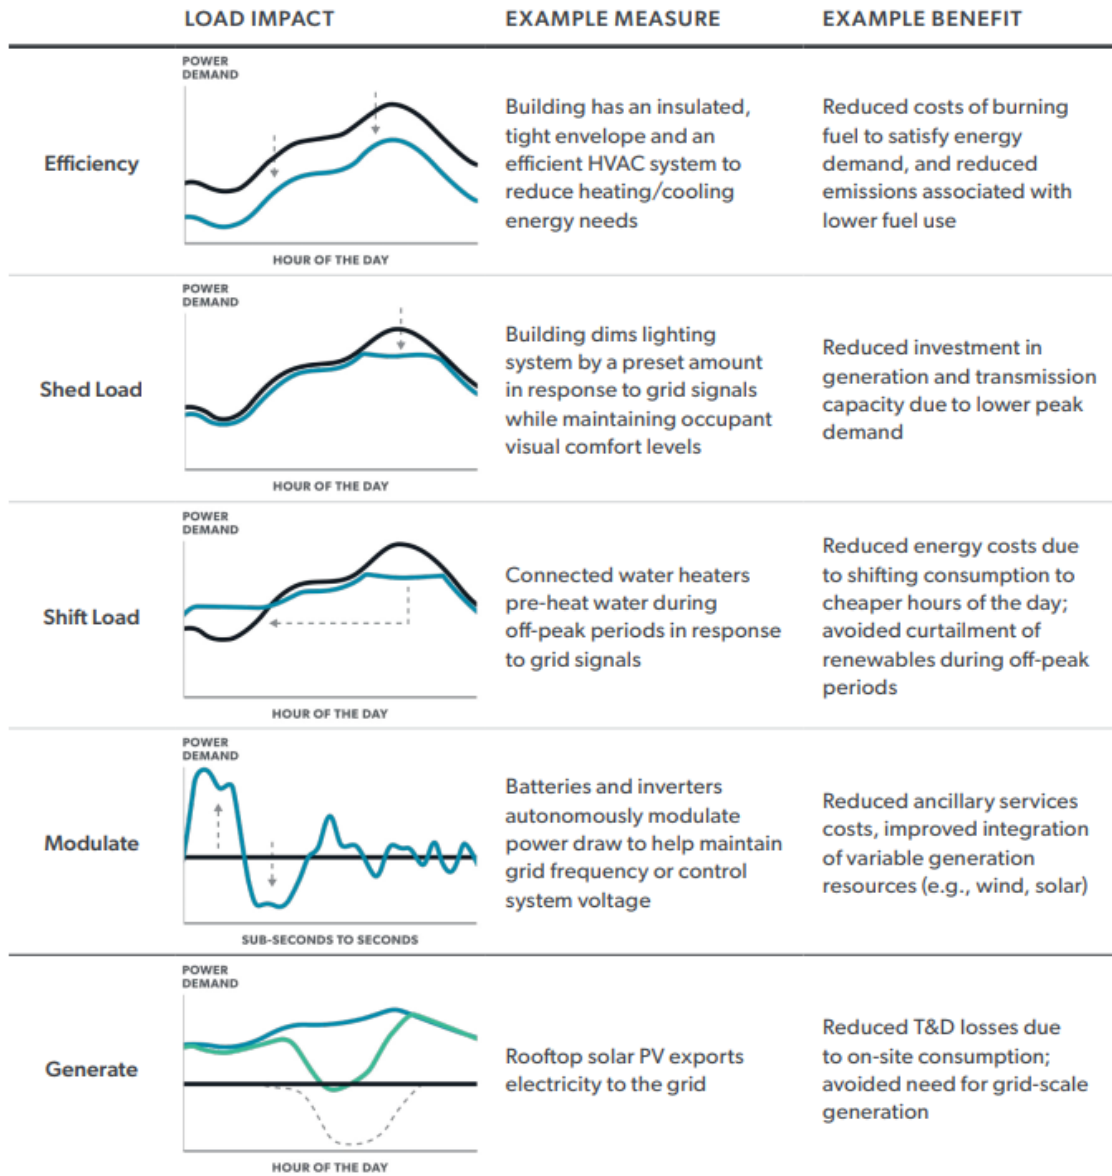 LOAD IMPACT
EXAMPLE MEASURE
EXAMPLE BENEFIT
Efficiency
POWER
DEMAND
HOUR OF THE DAY
Building has an insulated,
tight envelope and an
efficient HVAC system to
reduce heating/cooling
energy needs
Reduced costs of burning
fuel to satisfy energy
demand, and reduced
emissions associated with
lower fuel use
Shed Load
POWER
DEMAND
HOUR OF THE DAY
Building dims lighting
system by a preset amount
in response to grid signals
while maintaining occupant
visual comfort levels
Reduced investment in
generation and transmission
capacity due to lower peak
demand
Shift Load
POWER
DEMAND
HOUR OF THE DAY
Connected water heaters
pre-heat water during
off-peak periods in response
to grid signals
Reduced energy costs due
to shifting consumption to
cheaper hours of the day;
avoided curtailment of
renewables during off-peak
periods
Modulate
POWER
DEMAND
SUB-SECONDS TO SECONDS
Batteries and inverters
autonomously modulate
power draw to help maintain
grid frequency or control
system voltage
Reduced ancillary services
costs, improved integration
of variable generation
resources (e.g., wind, solar)
Generate
POWER
DEMAND
HOUR OF THE DAY
Rooftop solar PV exports
electricity to the grid
Reduced T&D losses due
to on-site consumption;
avoided need for grid-scale
generation